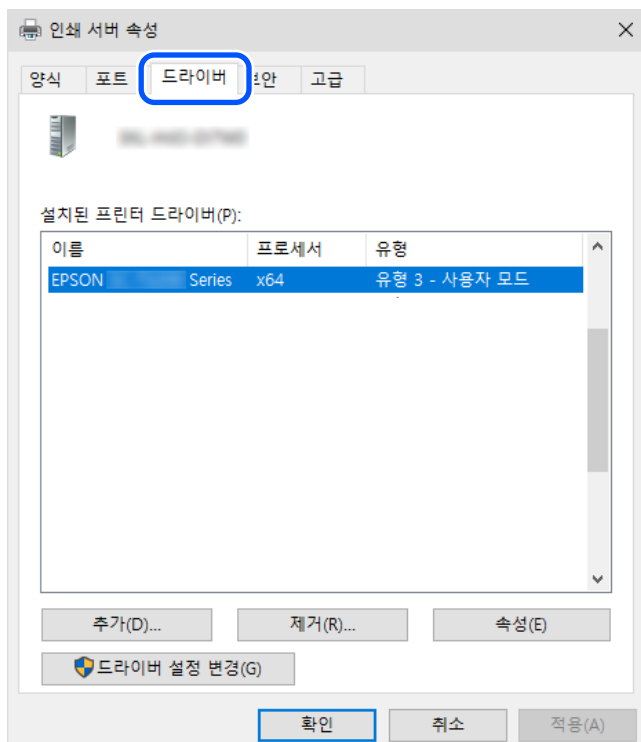 인쇄 서버 속성
양식 포트 드라이버 고급
설치된 프린터 드라이버(P):
이름 프로세서 유형
EPSON Series x64 유형 3 - 사용자 모드
추가(D)... 제거(R)... 속성(E)
드라이버 설정 변경(G)
확인 취소 적용(A)